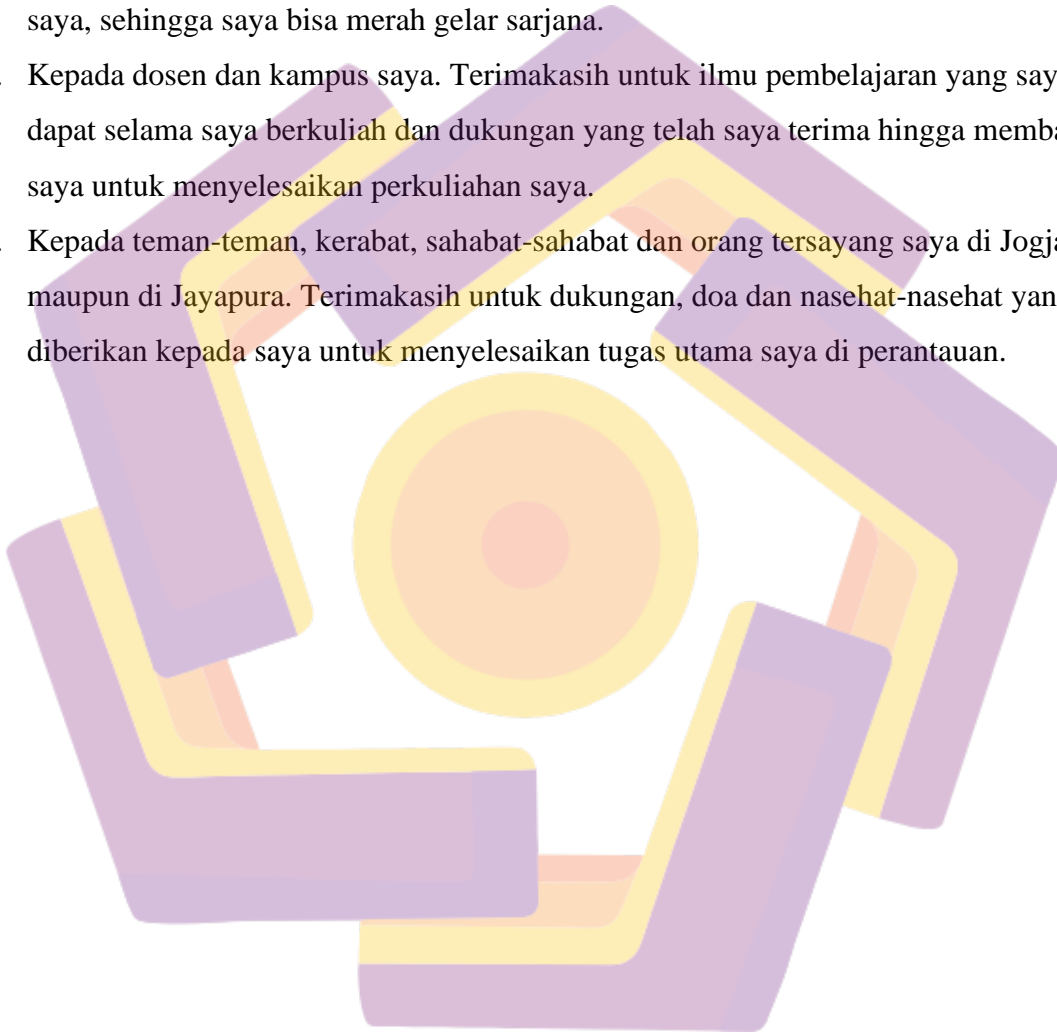 saya, sehingga saya bisa merah gelar sarjana.
. Kepada dosen dan kampus saya. Terimakasih untuk ilmu pembelajaran yang say
dapat selama saya berkuliah dan dukungan yang telah saya terima hingga memba
saya untuk menyelesaikan perkuliahan saya.
. Kepada teman-teman, kerabat, sahabat-sahabat dan orang tersayang saya di Jogja
maupun di Jayapura. Terimakasih untuk dukungan, doa dan nasehat-nasehat yan
diberikan kepada saya untuk menyelesaikan tugas utama saya di perantauan.